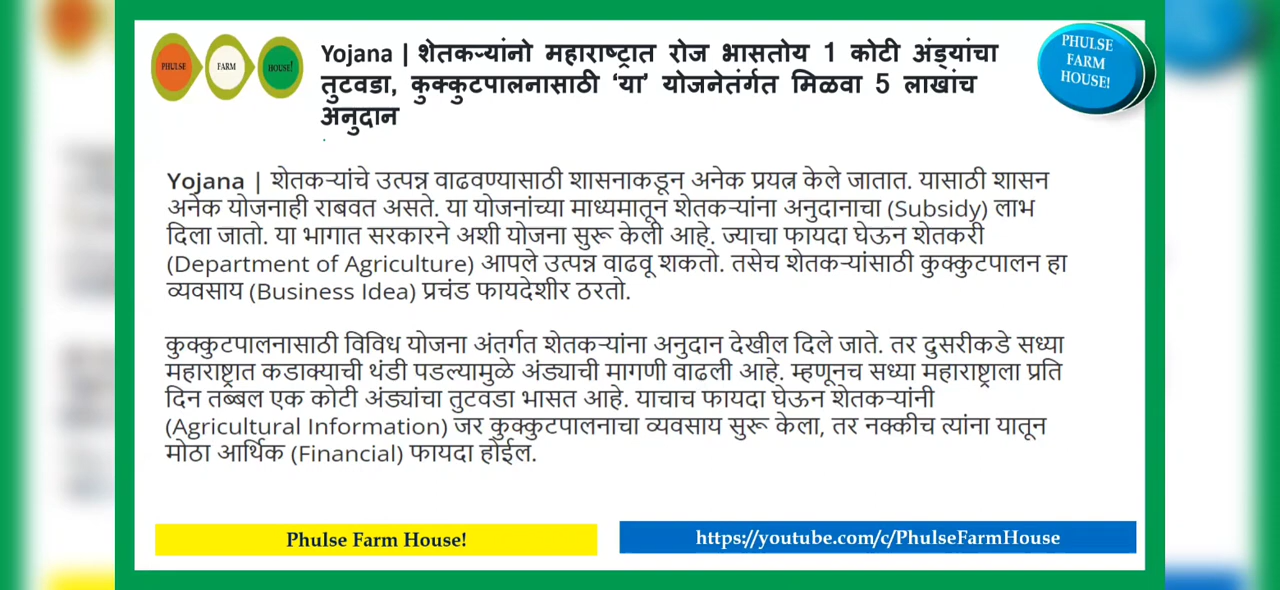 PHULSE
FARM
HOUSE!
Yojana | शेतकऱ्यांनो महाराष्ट्रात रोज भासतोय 1 कोटी अंड्यांचा
तुटवडा, कुक्कुटपालनासाठी ‘या’ योजनेतंर्गत मिळवा 5 लाखांच
अनुदान
PHULSE
FARM
HOUSE!
Yojana | शेतकऱ्यांचे उत्पन्न वाढवण्यासाठी शासनाकडून अनेक प्रयत्न केले जातात. यासाठी शासन
अनेक योजनाही राबवत असते. या योजनांच्या माध्यमातून शेतकऱ्यांना अनुदानाचा (Subsidy) लाभ
दिला जातो. या भागात सरकारने अशी योजना सुरू केली आहे. ज्याचा फायदा घेऊन शेतकरी
(Department of Agriculture) आपले उत्पन्न वाढवू शकतो. तसेच शेतकऱ्यांसाठी कुक्कुटपालन हा
व्यवसाय (Business Idea) प्रचंड फायदेशीर ठरतो.
कुक्कुटपालनासाठी विविध योजना अंतर्गत शेतकऱ्यांना अनुदान देखील दिले जाते. तर दुसरीकडे सध्या
महाराष्ट्रात कडाक्याची थंडी पडल्यामुळे अंड्याची मागणी वाढली आहे. म्हणूनच सध्या महाराष्ट्राला प्रति
दिन तब्बल एक कोटी अंड्यांचा तुटवडा भासत आहे. याचाच फायदा घेऊन शेतकऱ्यांनी
(Agricultural Information) जर कुक्कुटपालनाचा व्यवसाय सुरू केला, तर नक्कीच त्यांना यातून
मोठा आर्थिक (Financial) फायदा होईल.
Phulse Farm House!
https://youtube.com/c/PhulseFarmHouse